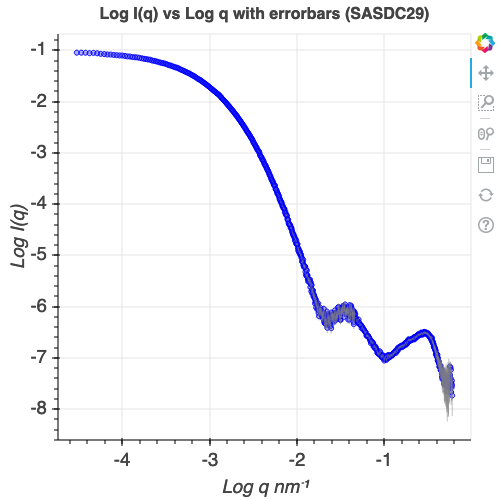 Log I(q) vs Log q with errorbars (SASDC29)
-1
-2
-3
-4
-5
-6
-7
-8
Log I(q)
-4 -3 -2 -1
Log q nm⁻¹